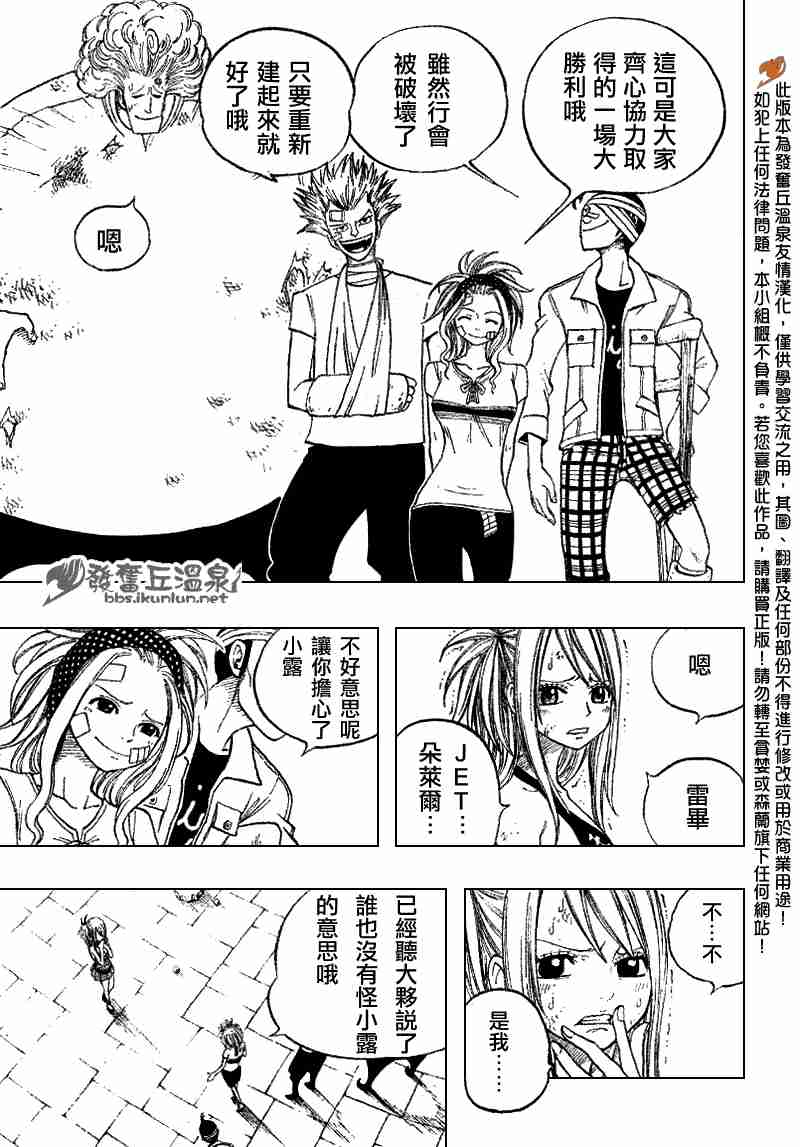 這可是大家
齊心協力取
得的一場大
勝利哦
雖然行會
被破壞了
只要重新
建起來就
好了哦
嗯
發奮丘溫泉
bbs.ikunlun.net
嗯
雷畢
JET…
朵萊爾…
不好意思呢
讓你擔心了
小露
不…不
是我……
已經聽大夥説了
誰也沒有怪小露
的意思哦
此版本為發奮丘溫泉友情漢化，僅供學習交流之用，其圖、翻譯及任何部份不得進行修改或用於商業用途！
如犯上任何法律問題，本小組概不負責。若您喜歡此作品，請購買正版！請勿轉至貪婪或森蘭旗下任何網站！